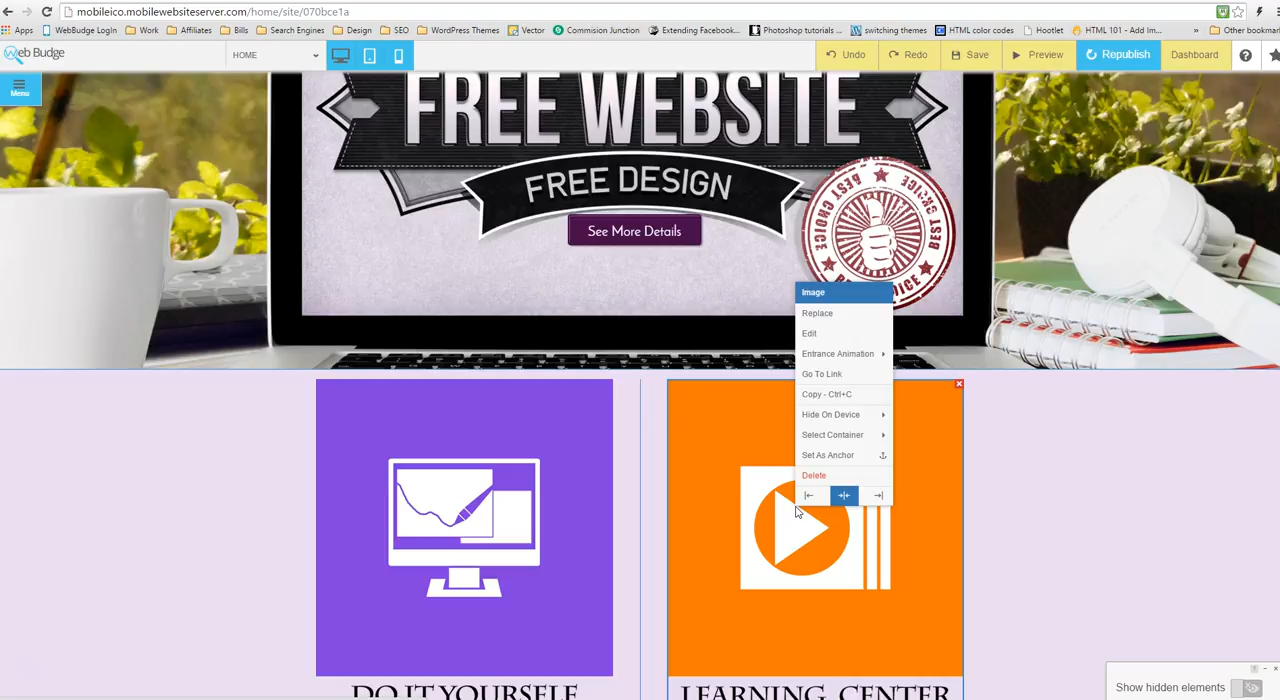 mobileico.mobilewebsiteserver.com/home/site/070bce1a
Apps WebBudge LogIn Work Affiliates Bills Search Engines Design SEO WordPress Themes Vector Commision Junction Extending Facebook... Photoshop tutorials ... switching themes HTML color codes Hootlet HTML 101 - Add Im... » Other bookmar
Web Budge HOME Undo Redo Save Preview Republish Dashboard ?
Menu
FREE WEBSITE
FREE DESIGN
See More Details
BEST CHOICE BEST SERVICE BEST CHOICE
Image
Replace
Edit
Entrance Animation
Go To Link
Copy - Ctrl+C
Hide On Device
Select Container
Set As Anchor
Delete
DO IT YOURSELF
LEARNING CENTER
Show hidden elements